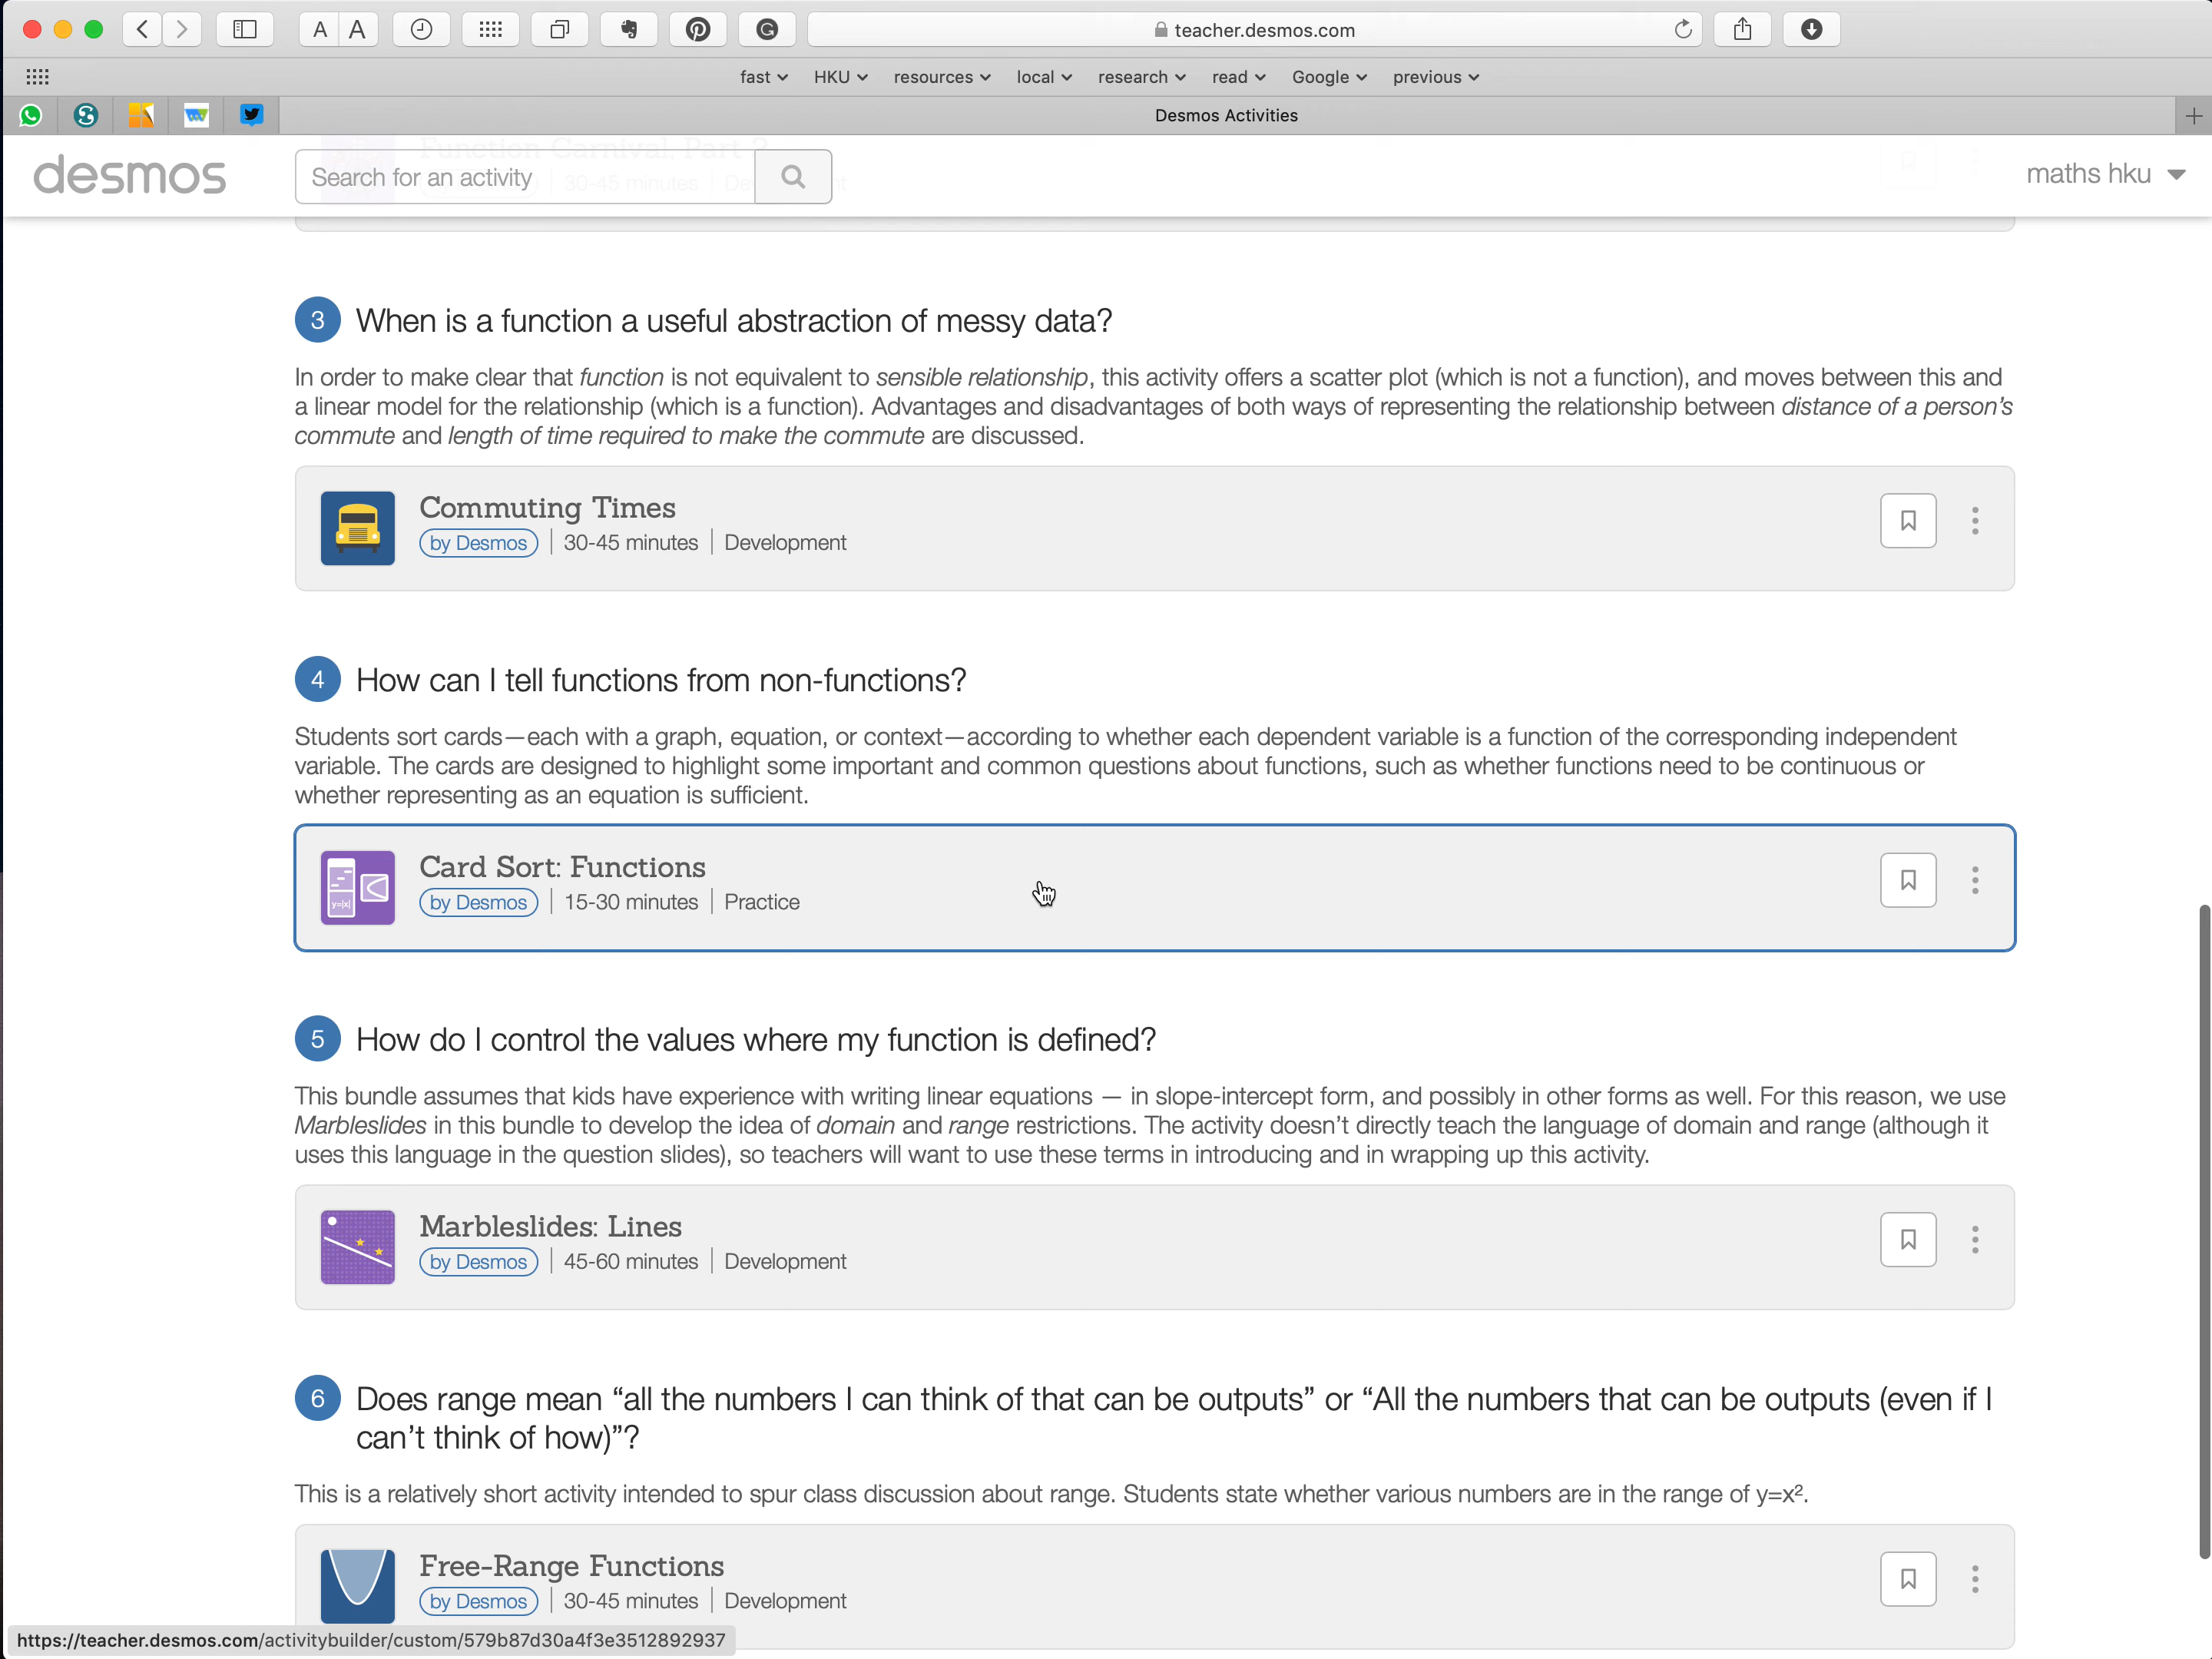 A A
teacher.desmos.com
fast HKU resources local research read Google previous
Desmos Activities
Function Carnival, Part 2
desmos
Search for an activity
30-45 minutes
maths hku
3 When is a function a useful abstraction of messy data?
In order to make clear that function is not equivalent to sensible relationship, this activity offers a scatter plot (which is not a function), and moves between this and
a linear model for the relationship (which is a function). Advantages and disadvantages of both ways of representing the relationship between distance of a person's
commute and length of time required to make the commute are discussed.
Commuting Times
by Desmos | 30-45 minutes | Development
4 How can I tell functions from non-functions?
Students sort cards—each with a graph, equation, or context—according to whether each dependent variable is a function of the corresponding independent
variable. The cards are designed to highlight some important and common questions about functions, such as whether functions need to be continuous or
whether representing as an equation is sufficient.
y=|x|
Card Sort: Functions
by Desmos | 15-30 minutes | Practice
5 How do I control the values where my function is defined?
This bundle assumes that kids have experience with writing linear equations — in slope-intercept form, and possibly in other forms as well. For this reason, we use
Marbleslides in this bundle to develop the idea of domain and range restrictions. The activity doesn't directly teach the language of domain and range (although it
uses this language in the question slides), so teachers will want to use these terms in introducing and in wrapping up this activity.
Marbleslides: Lines
by Desmos | 45-60 minutes | Development
6 Does range mean “all the numbers I can think of that can be outputs” or “All the numbers that can be outputs (even if I
can't think of how)”?
This is a relatively short activity intended to spur class discussion about range. Students state whether various numbers are in the range of y=x².
Free-Range Functions
by Desmos | 30-45 minutes | Development
https://teacher.desmos.com/activitybuilder/custom/579b87d30a4f3e3512892937